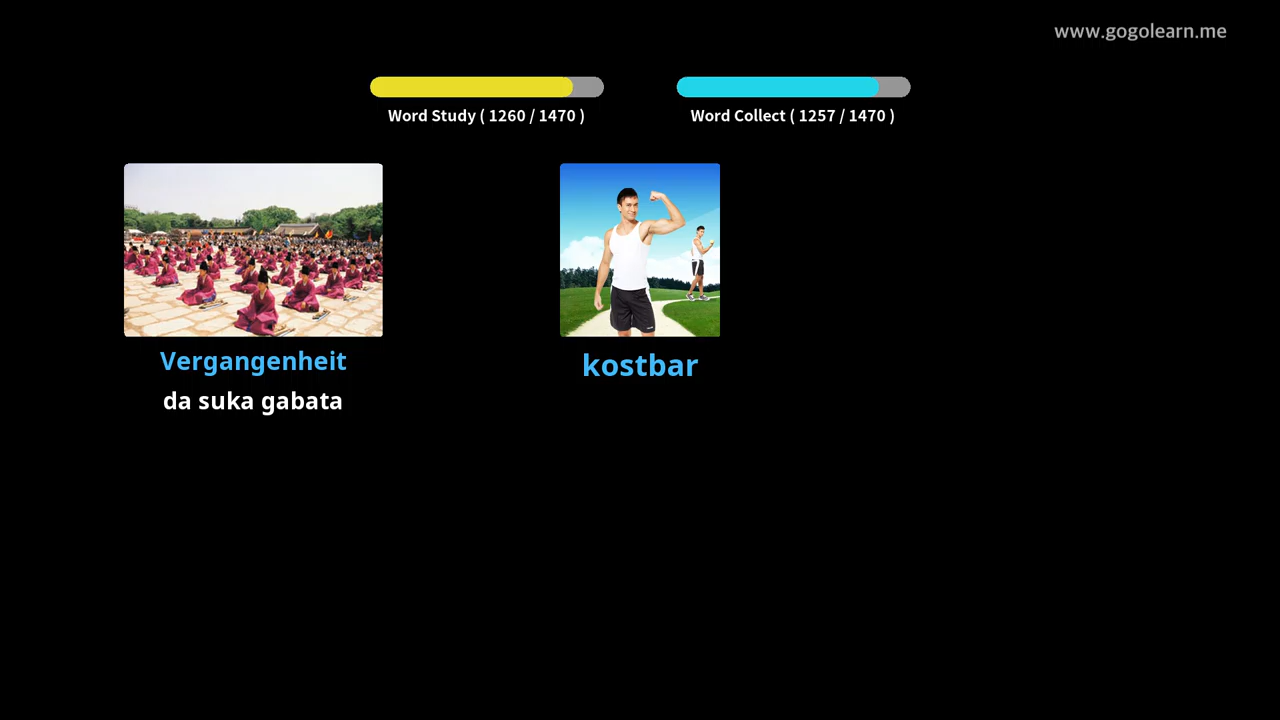 www.gogolearn.me
Word Study ( 1260 / 1470 )
Word Collect ( 1257 / 1470 )
Vergangenheit
da suka gabata
kostbar